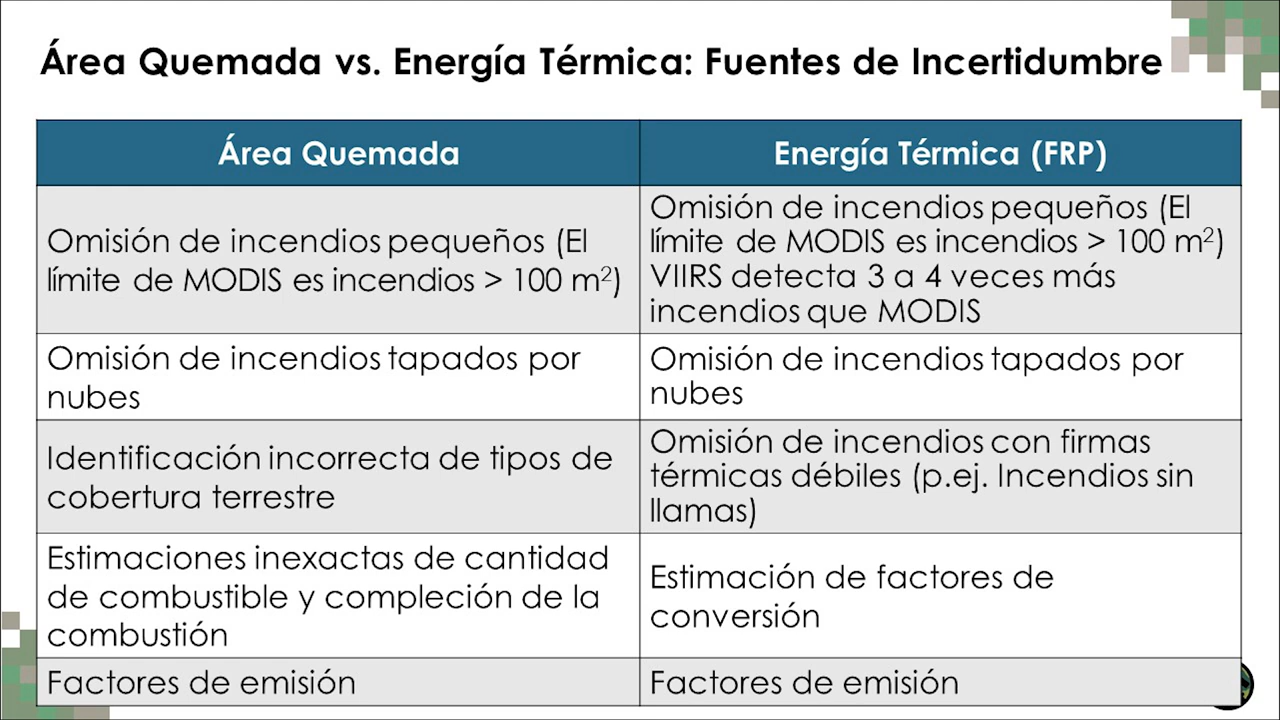 Área Quemada vs. Energía Térmica: Fuentes de Incertidumbre
Área Quemada
Energía Térmica (FRP)
Omisión de incendios pequeños (El
límite de MODIS es incendios > 100 m²)
Omisión de incendios pequeños (El
límite de MODIS es incendios > 100 m²)
VIIRS detecta 3 a 4 veces más
incendios que MODIS
Omisión de incendios tapados por
nubes
Omisión de incendios tapados por
nubes
Identificación incorrecta de tipos de
cobertura terrestre
Omisión de incendios con firmas
térmicas débiles (p.ej. Incendios sin
llamas)
Estimaciones inexactas de cantidad
de combustible y compleción de la
combustión
Estimación de factores de
conversión
Factores de emisión
Factores de emisión